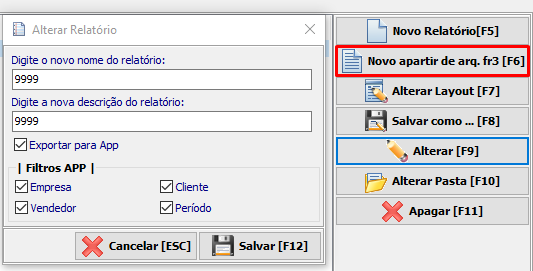 Alterar Relatório
Digite o novo nome do relatório:
9999
Digite a nova descrição do relatório:
9999
Exportar para App
| Filtros APP |
Empresa
Cliente
Vendedor
Período
Cancelar [ESC]
Salvar [F12]
Novo Relatório[F5]
Novo apartir de arq. fr3 [F6]
Alterar Layout [F7]
Salvar como ... [F8]
Alterar [F9]
Alterar Pasta [F10]
Apagar [F11]